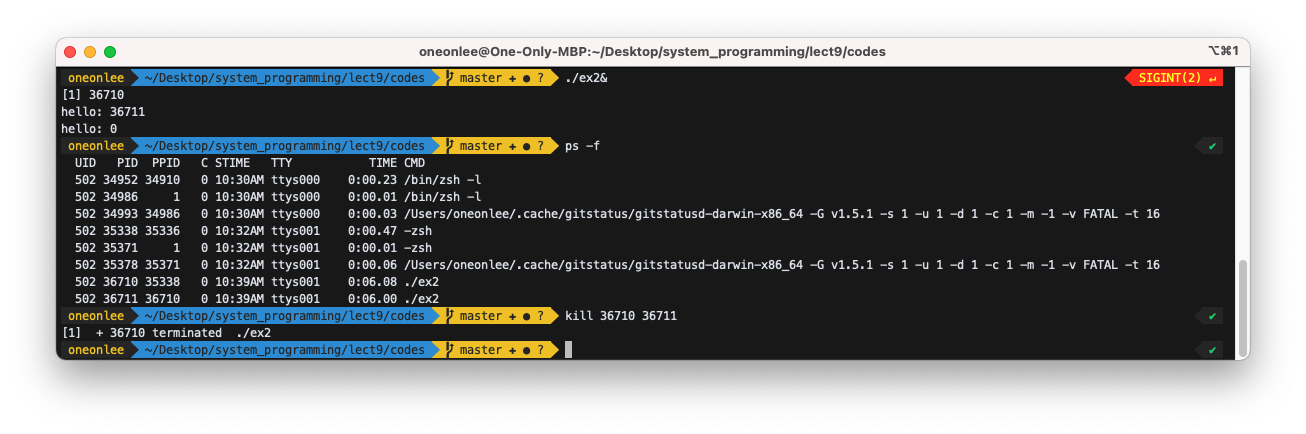 oneonlee@One-Only-MBP:~/Desktop/system_programming/lect9/codes ⌥⌘1
oneonlee ~/Desktop/system_programming/lect9/codes master + ● ? ./ex2& SIGINT(2) ↵
[1] 36710
hello: 36711
hello: 0
oneonlee ~/Desktop/system_programming/lect9/codes master + ● ? ps -f ✔
UID PID PPID C STIME TTY TIME CMD
502 34952 34910 0 10:30AM ttys000 0:00.23 /bin/zsh -l
502 34986 1 0 10:30AM ttys000 0:00.01 /bin/zsh -l
502 34993 34986 0 10:30AM ttys000 0:00.03 /Users/oneonlee/.cache/gitstatus/gitstatusd-darwin-x86_64 -G v1.5.1 -s 1 -u 1 -d 1 -c 1 -m -1 -v FATAL -t 16
502 35338 35336 0 10:32AM ttys001 0:00.47 -zsh
502 35371 1 0 10:32AM ttys001 0:00.01 -zsh
502 35378 35371 0 10:32AM ttys001 0:00.06 /Users/oneonlee/.cache/gitstatus/gitstatusd-darwin-x86_64 -G v1.5.1 -s 1 -u 1 -d 1 -c 1 -m -1 -v FATAL -t 16
502 36710 35338 0 10:39AM ttys001 0:06.08 ./ex2
502 36711 36710 0 10:39AM ttys001 0:06.00 ./ex2
oneonlee ~/Desktop/system_programming/lect9/codes master + ● ? kill 36710 36711 ✔
[1] + 36710 terminated ./ex2
oneonlee ~/Desktop/system_programming/lect9/codes master + ● ? ✔